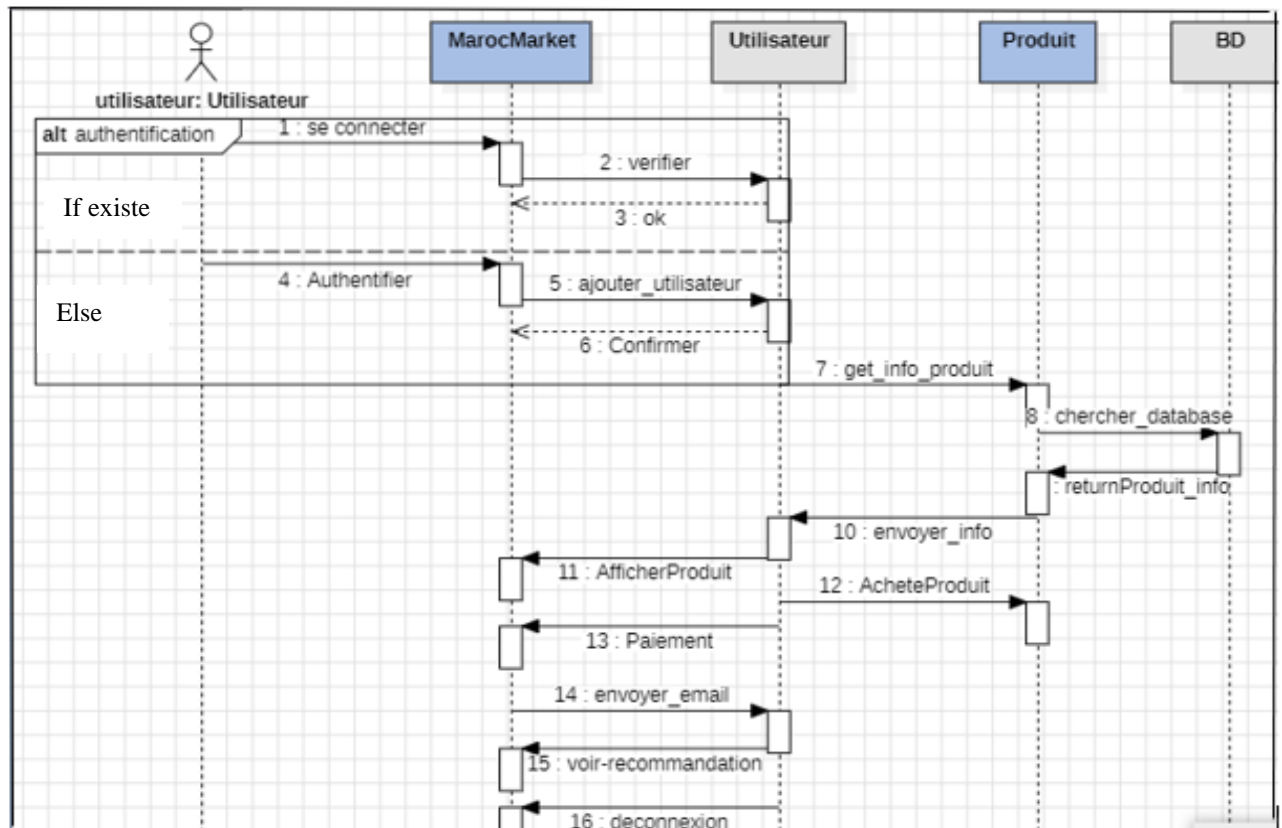 MarocMarket
Utilisateur
Produit
BD
utilisateur: Utilisateur
alt authentification
1 : se connecter
2 : verifier
If existe
3 : ok
4 : Authentifier
5 : ajouter_utilisateur
Else
6 : Confirmer
7 : get_info_produit
8 : chercher_database
: returnProduit_info
10 : envoyer_info
11 : AfficherProduit
12 : AcheteProduit
13 : Paiement
14 : envoyer_email
15 : voir-recommandation
16 : deconnexion